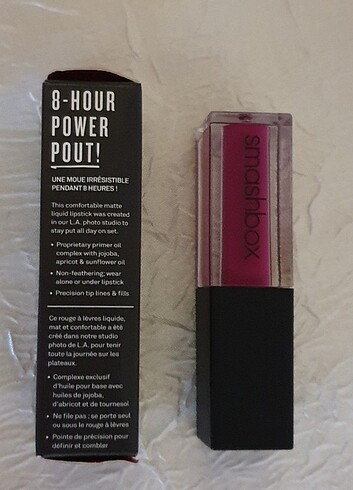 8-HOUR
POWER
POUT!
UNE MOUE IRRÉSISTIBLE
PENDANT 8 HEURES !
This comfortable matte
liquid lipstick was created
in our L.A. photo studio to
stay put all day on set.
• Proprietary primer oil
complex with jojoba,
apricot & sunflower oil
• Non-feathering; wear
alone or under lipstick
• Precision tip lines & fills
Ce rouge à lèvres liquide,
mat et confortable a été
créé dans notre studio
photo de L.A. pour tenir
toute la journée sur les
plateaux.
• Complexe exclusif
d'huile pour base avec
huiles de jojoba,
d'abricot et de tournesol
• Ne file pas ; se porte seul
ou sous le rouge à lèvres
• Pointe de précision pour
définir et combler
smashbox